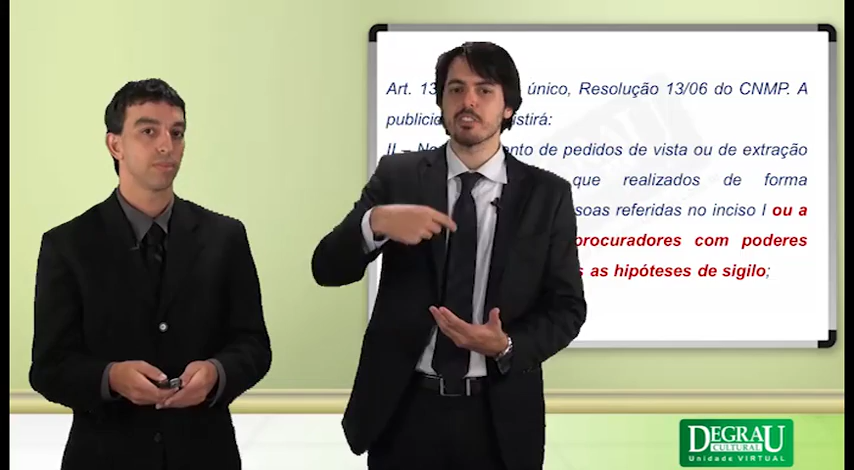 Art. 13 único, Resolução 13/06 do CNMP. A
publici istirá:
II – N nto de pedidos de vista ou de extração
que realizados de forma
soas referidas no inciso I ou a
procuradores com poderes
s as hipóteses de sigilo;
DEGRAU
CULTURAL
Unidade VIRTUAL